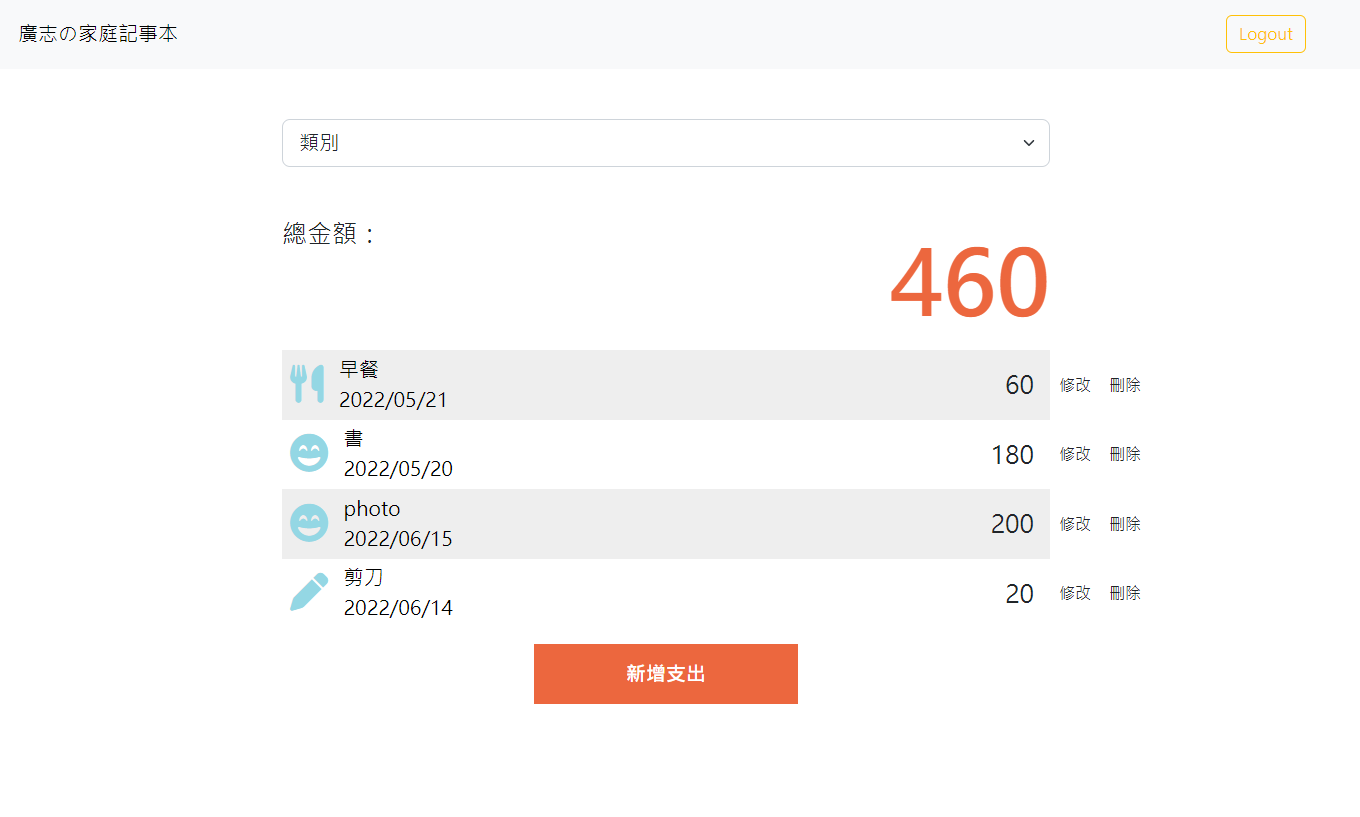 廣志の家庭記事本
Logout
類別
總金額：
460
早餐
2022/05/21
60 修改 刪除
書
2022/05/20
180 修改 刪除
photo
2022/06/15
200 修改 刪除
剪刀
2022/06/14
20 修改 刪除
新增支出